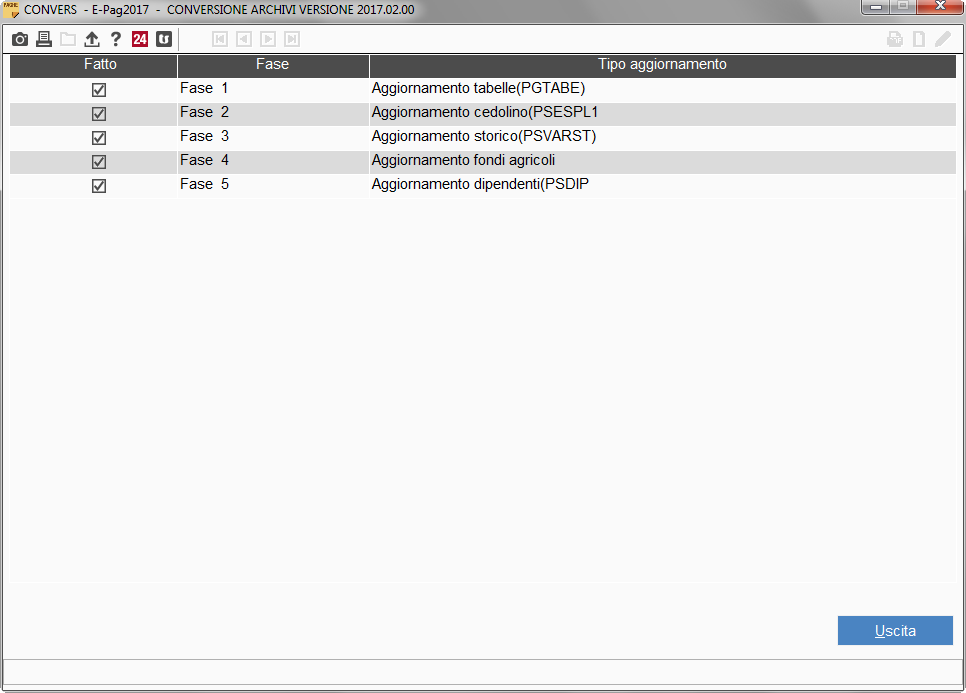 CONVERS - E-Pag2017 - CONVERSIONE ARCHIVI VERSIONE 2017.02.00
? 24
Fatto Fase Tipo aggiornamento
Fase 1 Aggiornamento tabelle(PGTABE)
Fase 2 Aggiornamento cedolino(PSESPL1
Fase 3 Aggiornamento storico(PSVARST)
Fase 4 Aggiornamento fondi agricoli
Fase 5 Aggiornamento dipendenti(PSDIP
Uscita